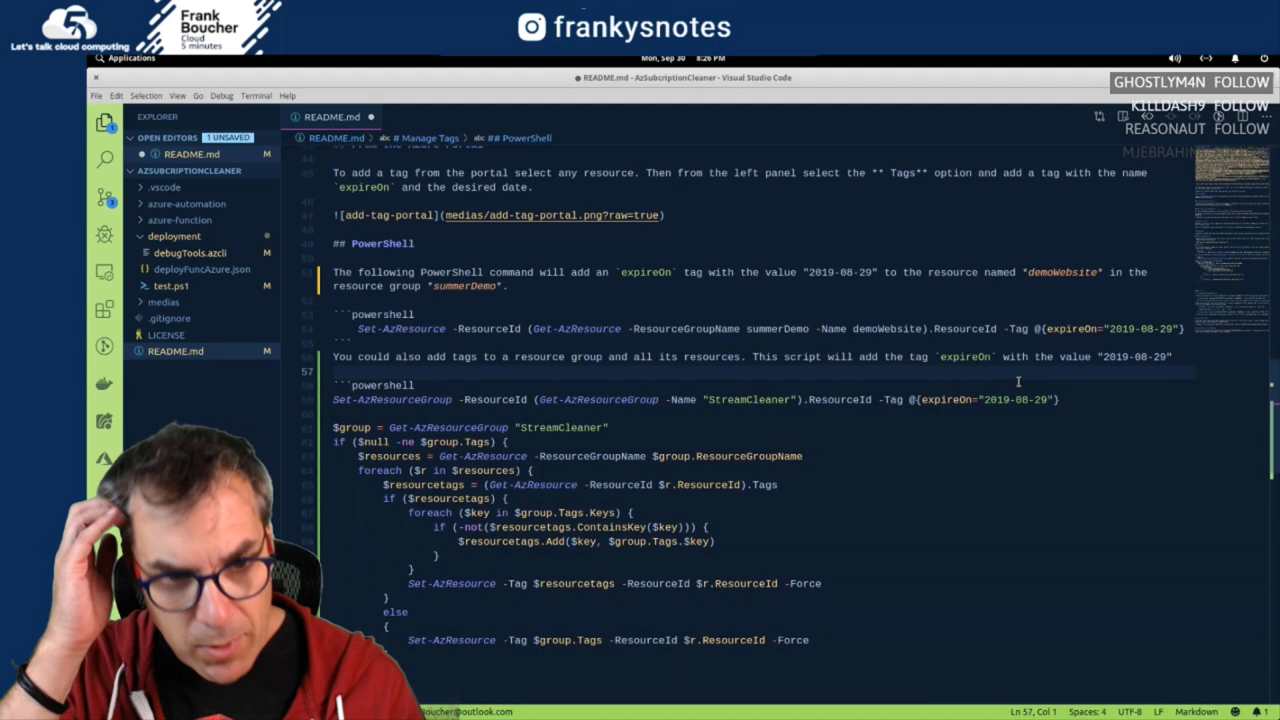 5
Let's talk cloud computing
Frank
Boucher
Cloud
5 minutes
frankysnotes
Applications
Mon, Sep 30 8:26 PM
README.md - AzSubcriptionCleaner - Visual Studio Code
GHOSTLYM4N FOLLOW
File Edit Selection View Go Debug Terminal Help
K1LLDASH9 FOLLOW
EXPLORER
README.md
REASONAUT FOLLOW
OPEN EDITORS 1 UNSAVED
README.md > # Manage Tags > ## PowerShell
README.md M
AZSUBCRIPTIONCLEANER
.vscode
azure-automation
azure-function
deployment
debugTools.azcli M
deployFuncAzure.json
test.ps1 M
medias
.gitignore
LICENSE
README.md M
To add a tag from the portal select any resource. Then from the left panel select the ** Tags** option and add a tag with the name
`expireOn` and the desired date.
![add-tag-portal](medias/add-tag-portal.png?raw=true)
## PowerShell
The following PowerShell command will add an `expireOn` tag with the value "2019-08-29" to the resource named *demoWebsite* in the
resource group *summerDemo*.
```powershell
Set-AzResource -ResourceId (Get-AzResource -ResourceGroupName summerDemo -Name demoWebsite).ResourceId -Tag @{expireOn="2019-08-29"}
```
You could also add tags to a resource group and all its resources. This script will add the tag `expireOn` with the value "2019-08-29"
57
```powershell
Set-AzResourceGroup -ResourceId (Get-AzResourceGroup -Name "StreamCleaner").ResourceId -Tag @{expireOn="2019-08-29"}
$group = Get-AzResourceGroup "StreamCleaner"
if ($null -ne $group.Tags) {
$resources = Get-AzResource -ResourceGroupName $group.ResourceGroupName
foreach ($r in $resources) {
$resourcetags = (Get-AzResource -ResourceId $r.ResourceId).Tags
if ($resourcetags) {
foreach ($key in $group.Tags.Keys) {
if (-not($resourcetags.ContainsKey($key))) {
$resourcetags.Add($key, $group.Tags.$key)
}
}
Set-AzResource -Tag $resourcetags -ResourceId $r.ResourceId -Force
}
else
{
Set-AzResource -Tag $group.Tags -ResourceId $r.ResourceId -Force
Boucher@outlook.com
Ln 57, Col 1 Spaces: 4 UTF-8 LF Markdown 1